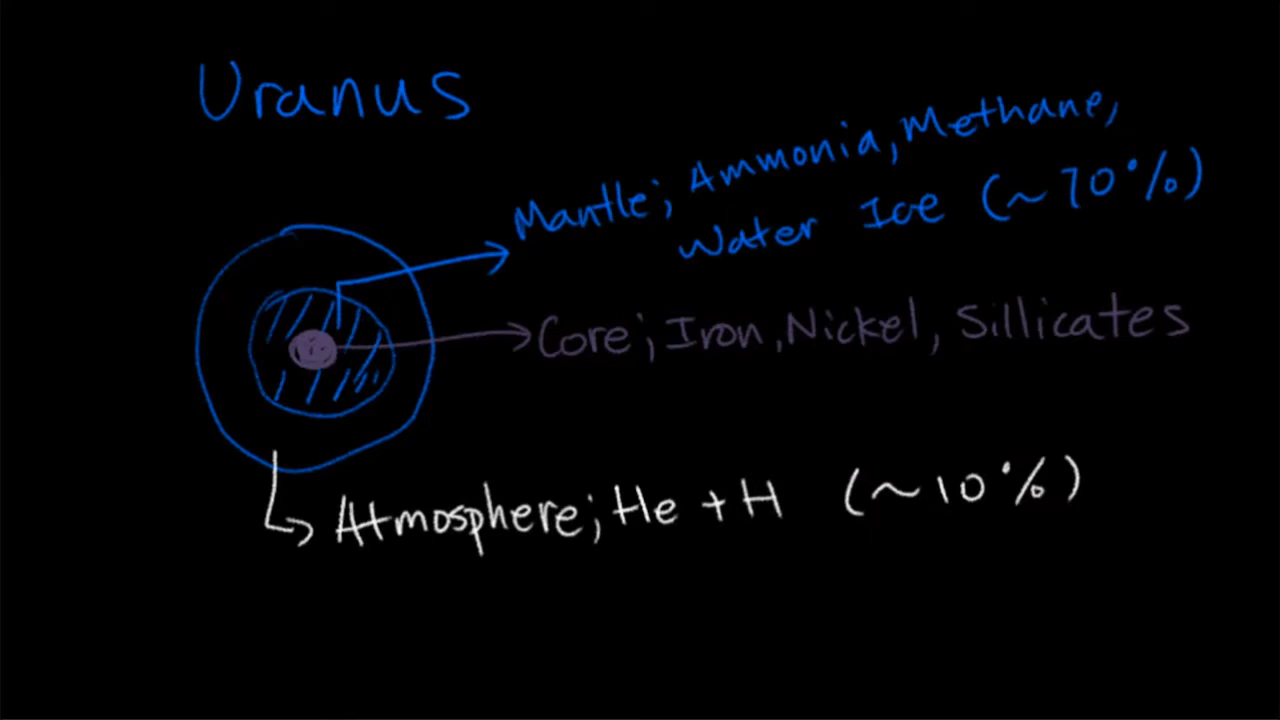 Uranus
Mantle; Ammonia, Methane,
Water Ice (~70%)
Core; Iron, Nickel, Sillicates
Atmosphere; He + H (~10%)